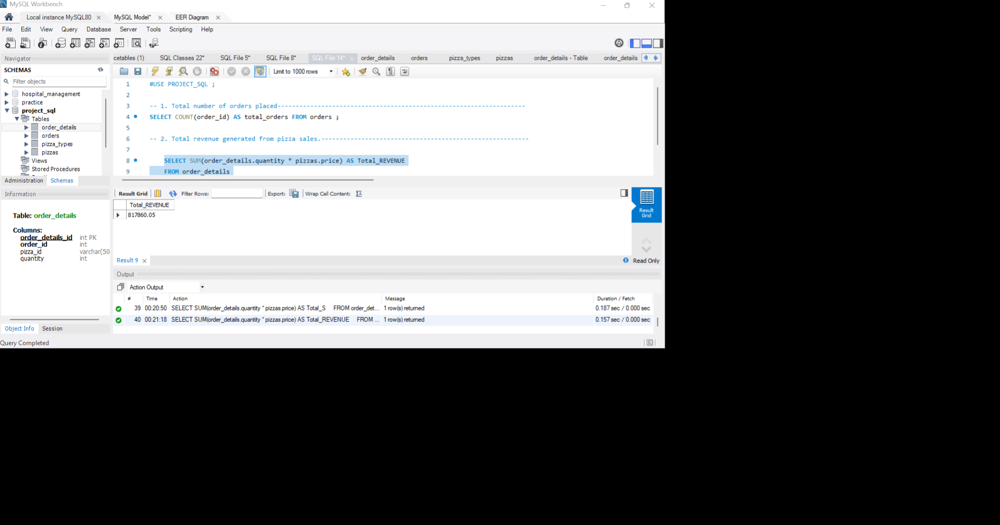 MySQL Workbench
Local instance MySQL80
MySQL Model*
EER Diagram
File Edit View Query Database Server Tools Scripting Help
Navigator
SCHEMAS
Filter objects
hospital_management
practice
project_sql
Tables
order_details
orders
pizza_types
pizzas
Views
Stored Procedures
Administration Schemas
Information
Table: order_details
Columns:
order_details_id int PK
order_id int
pizza_id varchar(50
quantity int
Object Info Session
Query Completed
cetables (1) SQL Classes 22* SQL File 5* SQL File 8* SQL File 14* order_details orders pizza_types pizzas order_details - Table order_details
Limit to 1000 rows
1 #USE PROJECT_SQL ;
2
3 -- 1. Total number of orders placed--------------------------------------------------------------------
4 SELECT COUNT(order_id) AS total_orders FROM orders ;
5
6 -- 2. Total revenue generated from pizza sales.---------------------------------------------------------
7
8 SELECT SUM(order_details.quantity * pizzas.price) AS Total_REVENUE
9 FROM order_details
Result Grid Filter Rows: Export: Wrap Cell Content:
Total_REVENUE
817860.05
Result
Grid
Result 9
Read Only
Output
Action Output
# Time Action Message Duration / Fetch
39 00:20:50 SELECT SUM(order_details.quantity * pizzas.price) AS Total_S FROM order_det... 1 row(s) returned 0.187 sec / 0.000 sec
40 00:21:18 SELECT SUM(order_details.quantity * pizzas.price) AS Total_REVENUE FROM ... 1 row(s) returned 0.157 sec / 0.000 sec